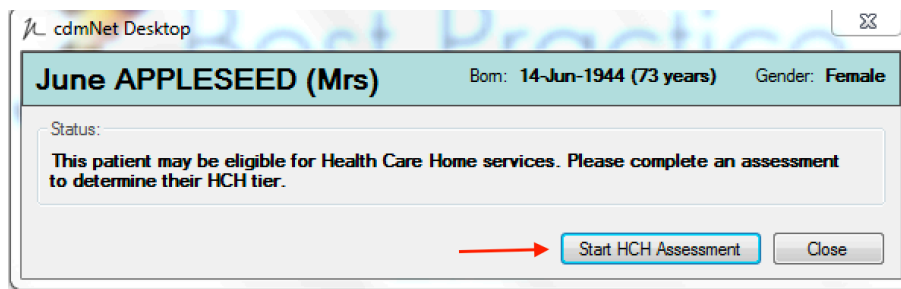 cdmNet Desktop
June APPLESEED (Mrs) Born: 14-Jun-1944 (73 years) Gender: Female
Status:
This patient may be eligible for Health Care Home services. Please complete an assessment
to determine their HCH tier.
Start HCH Assessment Close